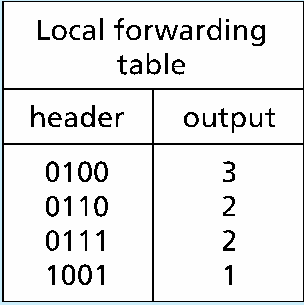 Local forwarding
table
header output
0100 3
0110 2
0111 2
1001 1